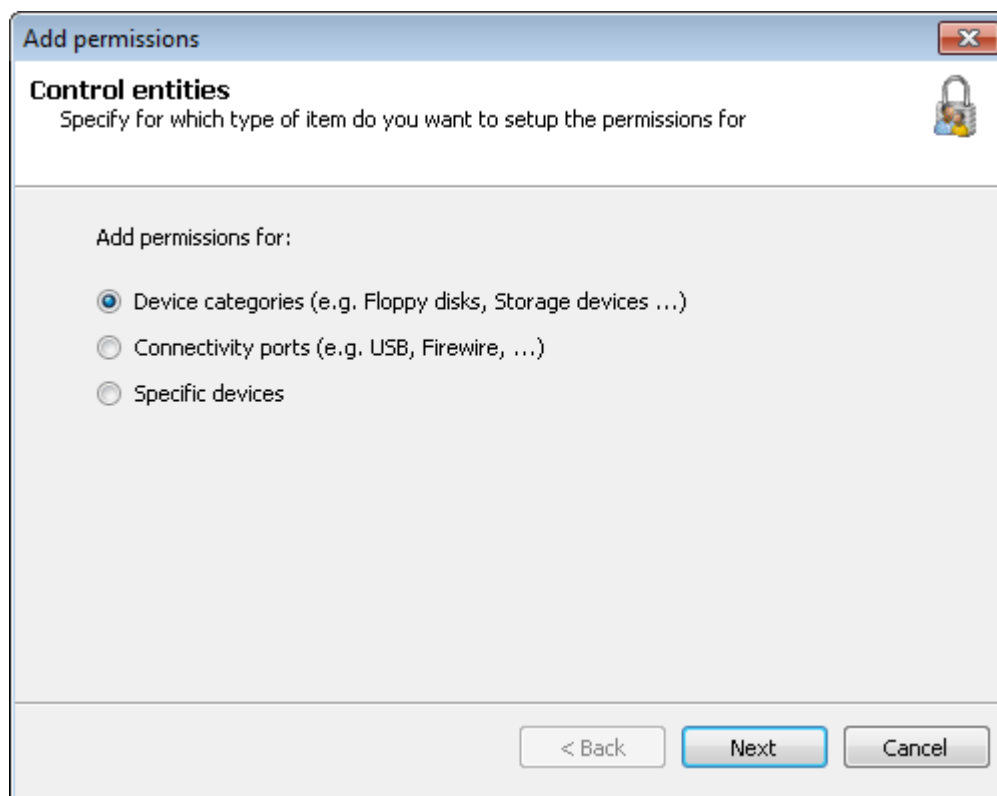 Add permissions
Control entities
Specify for which type of item do you want to setup the permissions for
Add permissions for:
Device categories (e.g. Floppy disks, Storage devices ...)
Connectivity ports (e.g. USB, Firewire, ...)
Specific devices
< Back Next Cancel